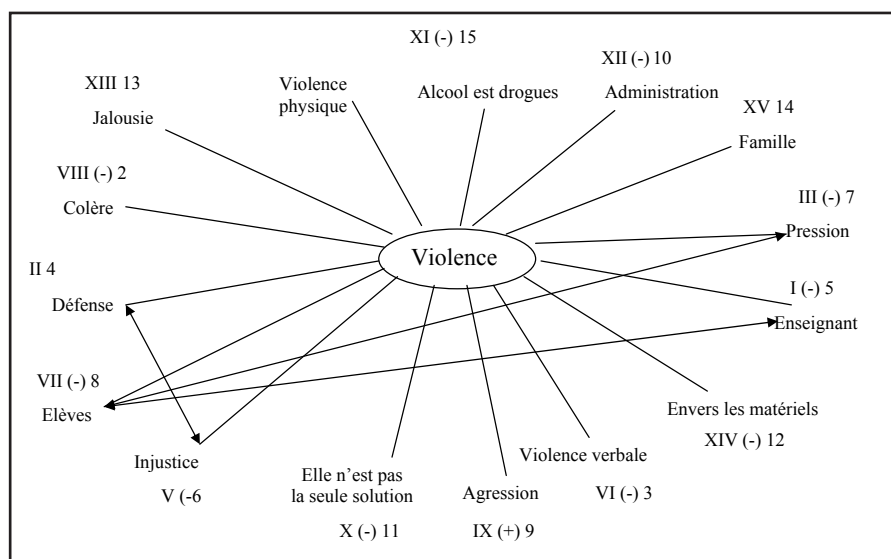 XI (-) 15
XII (-) 10
XIII 13
Violence
physique
Alcool est drogues
Administration
XV 14
Jalousie
Famille
VIII (-) 2
III (-) 7
Colère
Pression
Violence
II 4
I (-) 5
Défense
Enseignant
VII (-) 8
Elèves
Envers les matériels
XIV (-) 12
Injustice
V (-6
Elle n'est pas
la seule solution
X (-) 11
Agression
IX (+) 9
Violence verbale
VI (-) 3